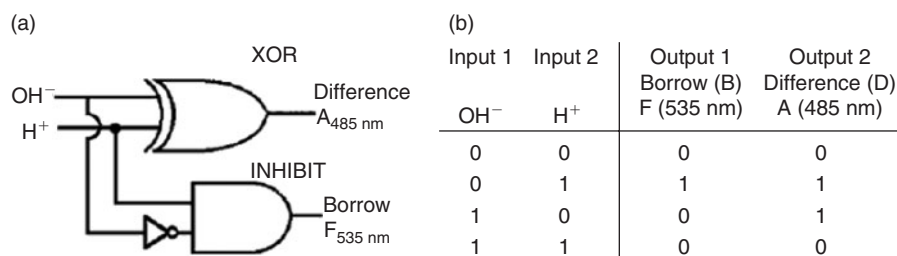 (a)
XOR
OH⁻
H⁺
Difference
A485 nm
INHIBIT
Borrow
F535 nm
(b)
Input 1 Input 2 Output 1 Output 2
Borrow (B) Difference (D)
OH⁻ H⁺ F (535 nm) A (485 nm)
0 0 0 0
0 1 1 1
1 0 0 1
1 1 0 0